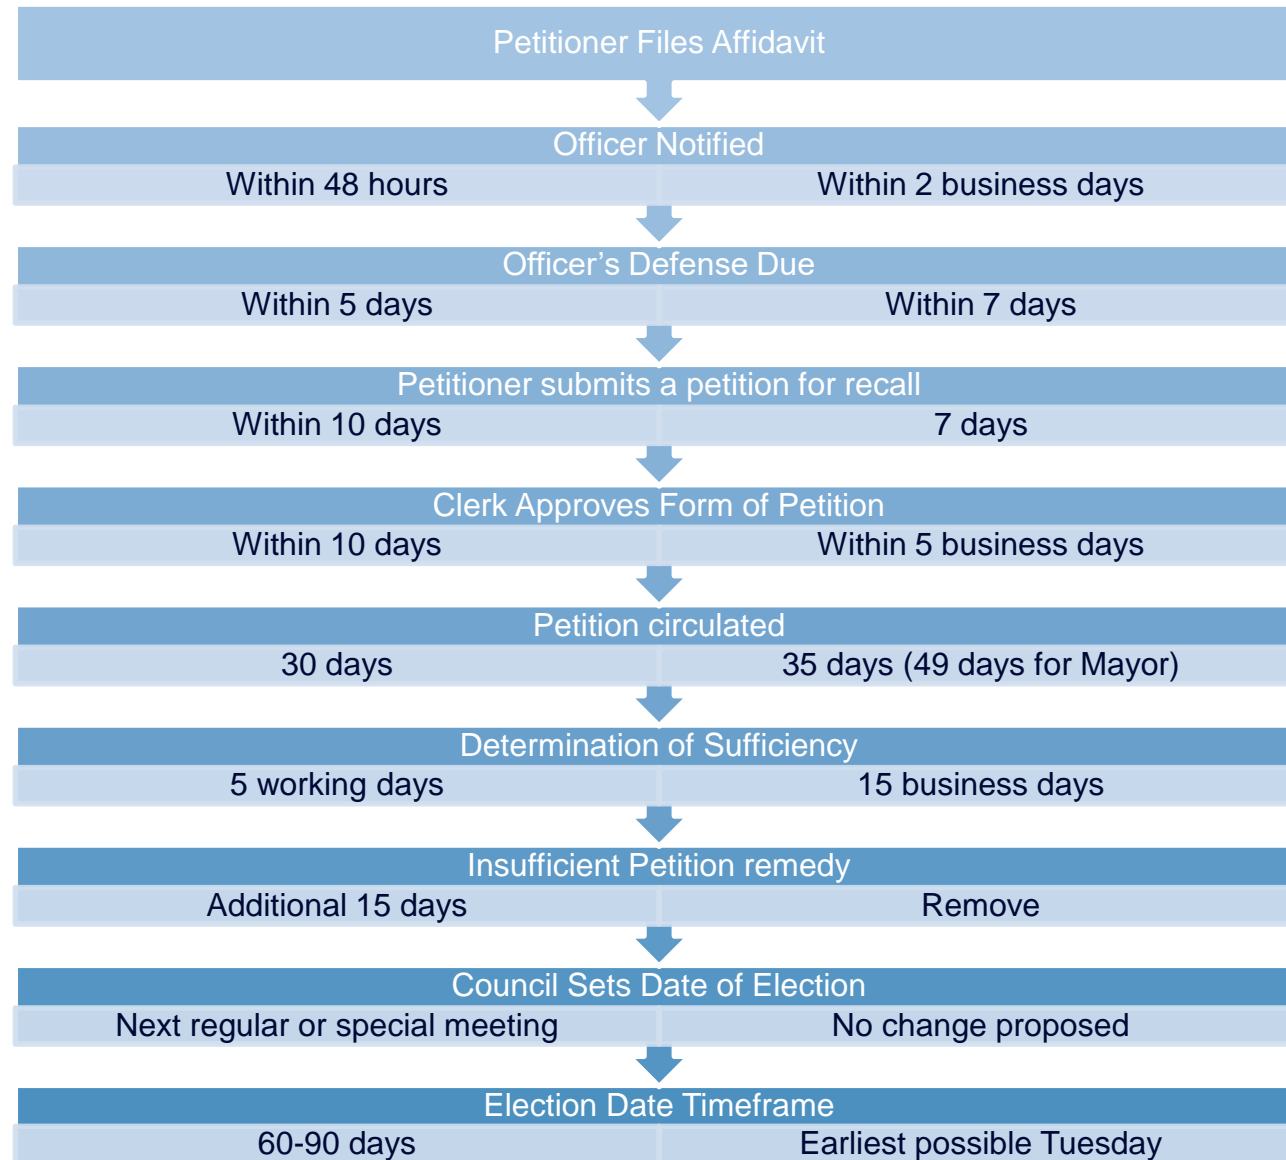 Petitioner Files Affidavit
Officer Notified
Within 48 hours
Within 2 business days
Officer’s Defense Due
Within 5 days
Within 7 days
Petitioner submits a petition for recall
Within 10 days
7 days
Clerk Approves Form of Petition
Within 10 days
Within 5 business days
Petition circulated
30 days
35 days (49 days for Mayor)
Determination of Sufficiency
5 working days
15 business days
Insufficient Petition remedy
Additional 15 days
Remove
Council Sets Date of Election
Next regular or special meeting
No change proposed
Election Date Timeframe
60-90 days
Earliest possible Tuesday